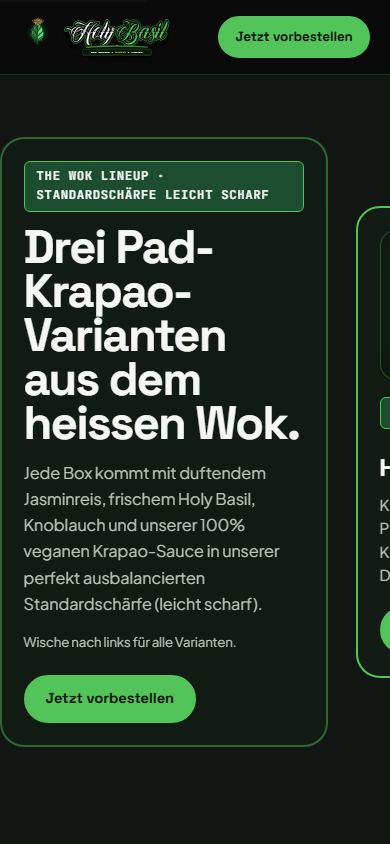 Holy Basil
Jetzt vorbestellen
THE WOK LINEUP ·
STANDARDSCHÄRFE LEICHT SCHARF
Drei Pad-
Krapao-
Varianten
aus dem
heissen Wok.
Jede Box kommt mit duftendem
Jasminreis, frischem Holy Basil,
Knoblauch und unserer 100%
veganen Krapao-Sauce in unserer
perfekt ausbalancierten
Standardschärfe (leicht scharf).
Wische nach links für alle Varianten.
Jetzt vorbestellen
H
K
P
K
D